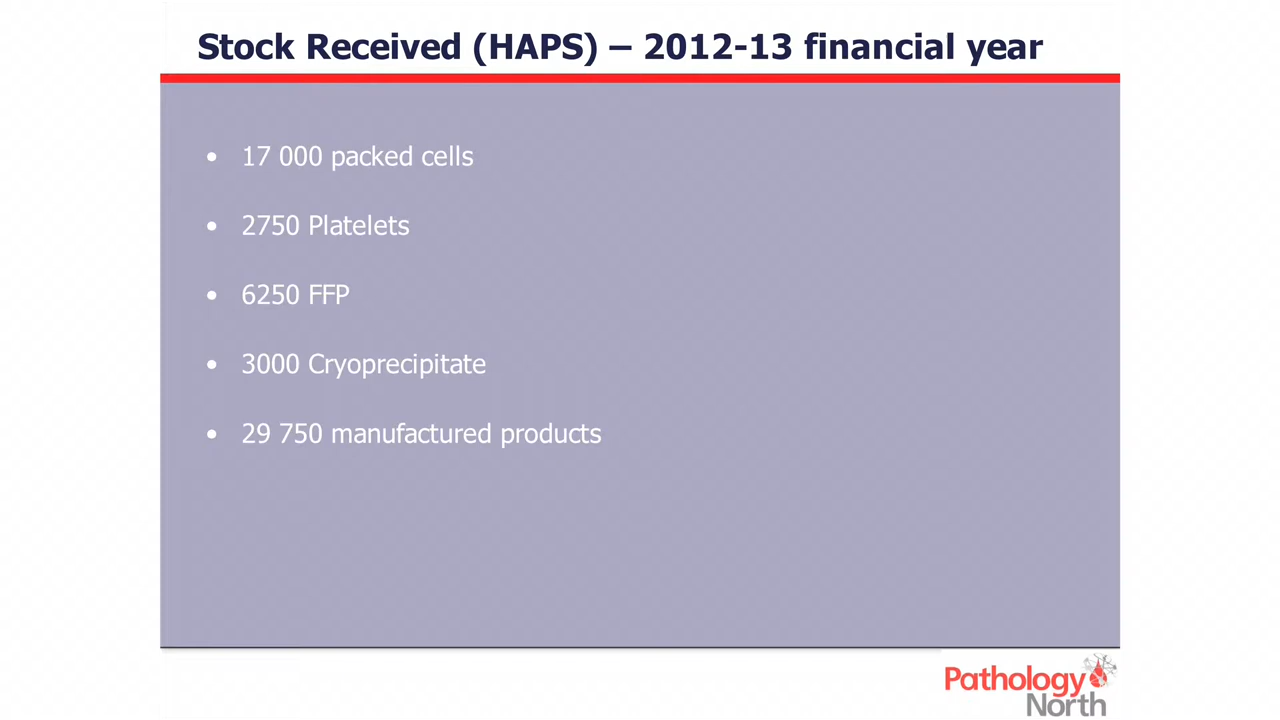 Stock Received (HAPS) – 2012-13 financial year
• 17 000 packed cells
• 2750 Platelets
• 6250 FFP
• 3000 Cryoprecipitate
• 29 750 manufactured products
Pathology
North